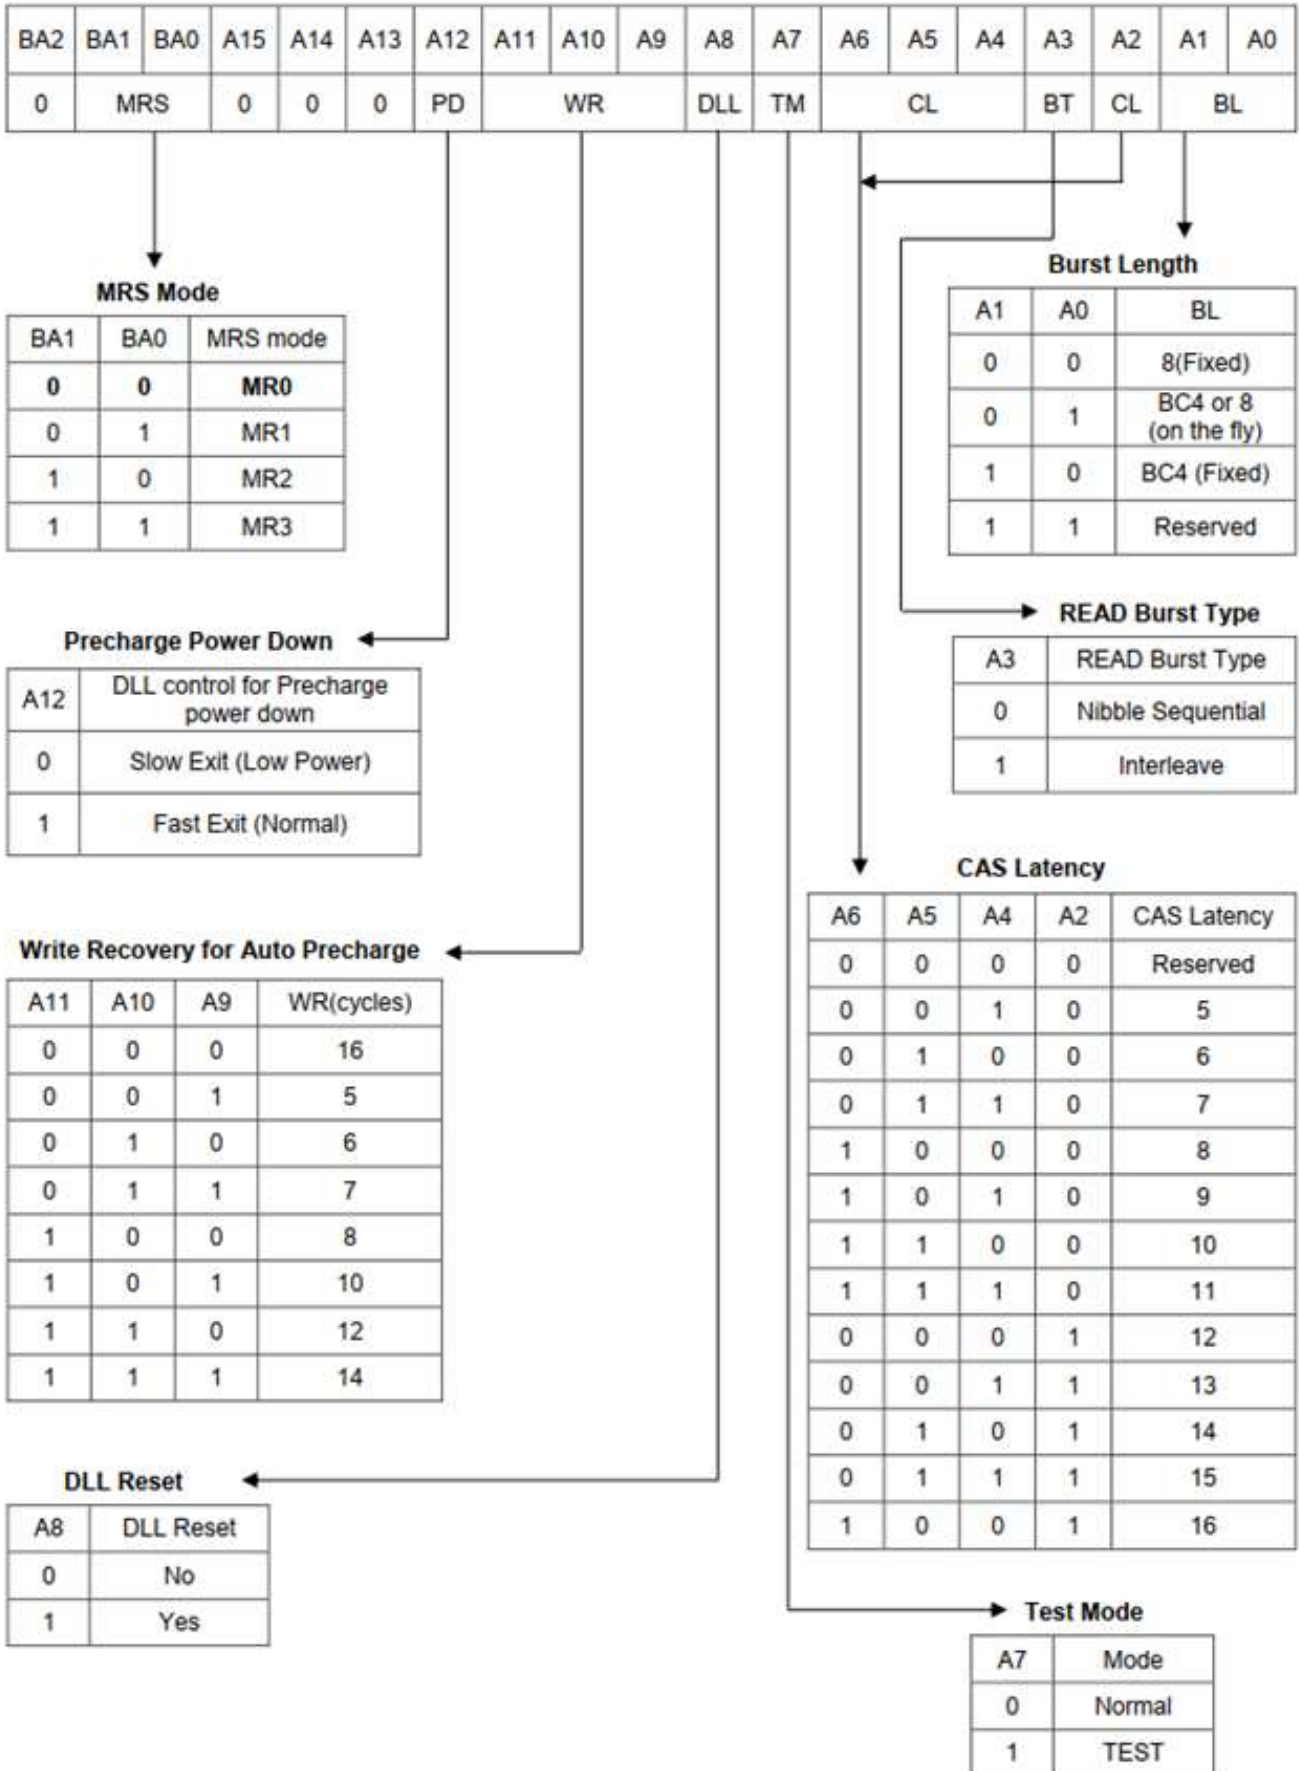 BA2 BA1 BA0 A15 A14 A13 A12 A11 A10 A9 A8 A7 A6 A5 A4 A3 A2 A1 A0
0 MRS 0 0 0 PD WR DLL TM CL BT CL BL
MRS Mode
BA1 BA0 MRS mode
0 0 MR0
0 1 MR1
1 0 MR2
1 1 MR3
Burst Length
A1 A0 BL
0 0 8(Fixed)
0 1 BC4 or 8
(on the fly)
1 0 BC4 (Fixed)
1 1 Reserved
Precharge Power Down
A12 DLL control for Precharge
power down
0 Slow Exit (Low Power)
1 Fast Exit (Normal)
READ Burst Type
A3 READ Burst Type
0 Nibble Sequential
1 Interleave
Write Recovery for Auto Precharge
A11 A10 A9 WR(cycles)
0 0 0 16
0 0 1 5
0 1 0 6
0 1 1 7
1 0 0 8
1 0 1 10
1 1 0 12
1 1 1 14
CAS Latency
A6 A5 A4 A2 CAS Latency
0 0 0 0 Reserved
0 0 1 0 5
0 1 0 0 6
0 1 1 0 7
1 0 0 0 8
1 0 1 0 9
1 1 0 0 10
1 1 1 0 11
0 0 0 1 12
0 0 1 1 13
0 1 0 1 14
0 1 1 1 15
1 0 0 1 16
DLL Reset
A8 DLL Reset
0 No
1 Yes
Test Mode
A7 Mode
0 Normal
1 TEST